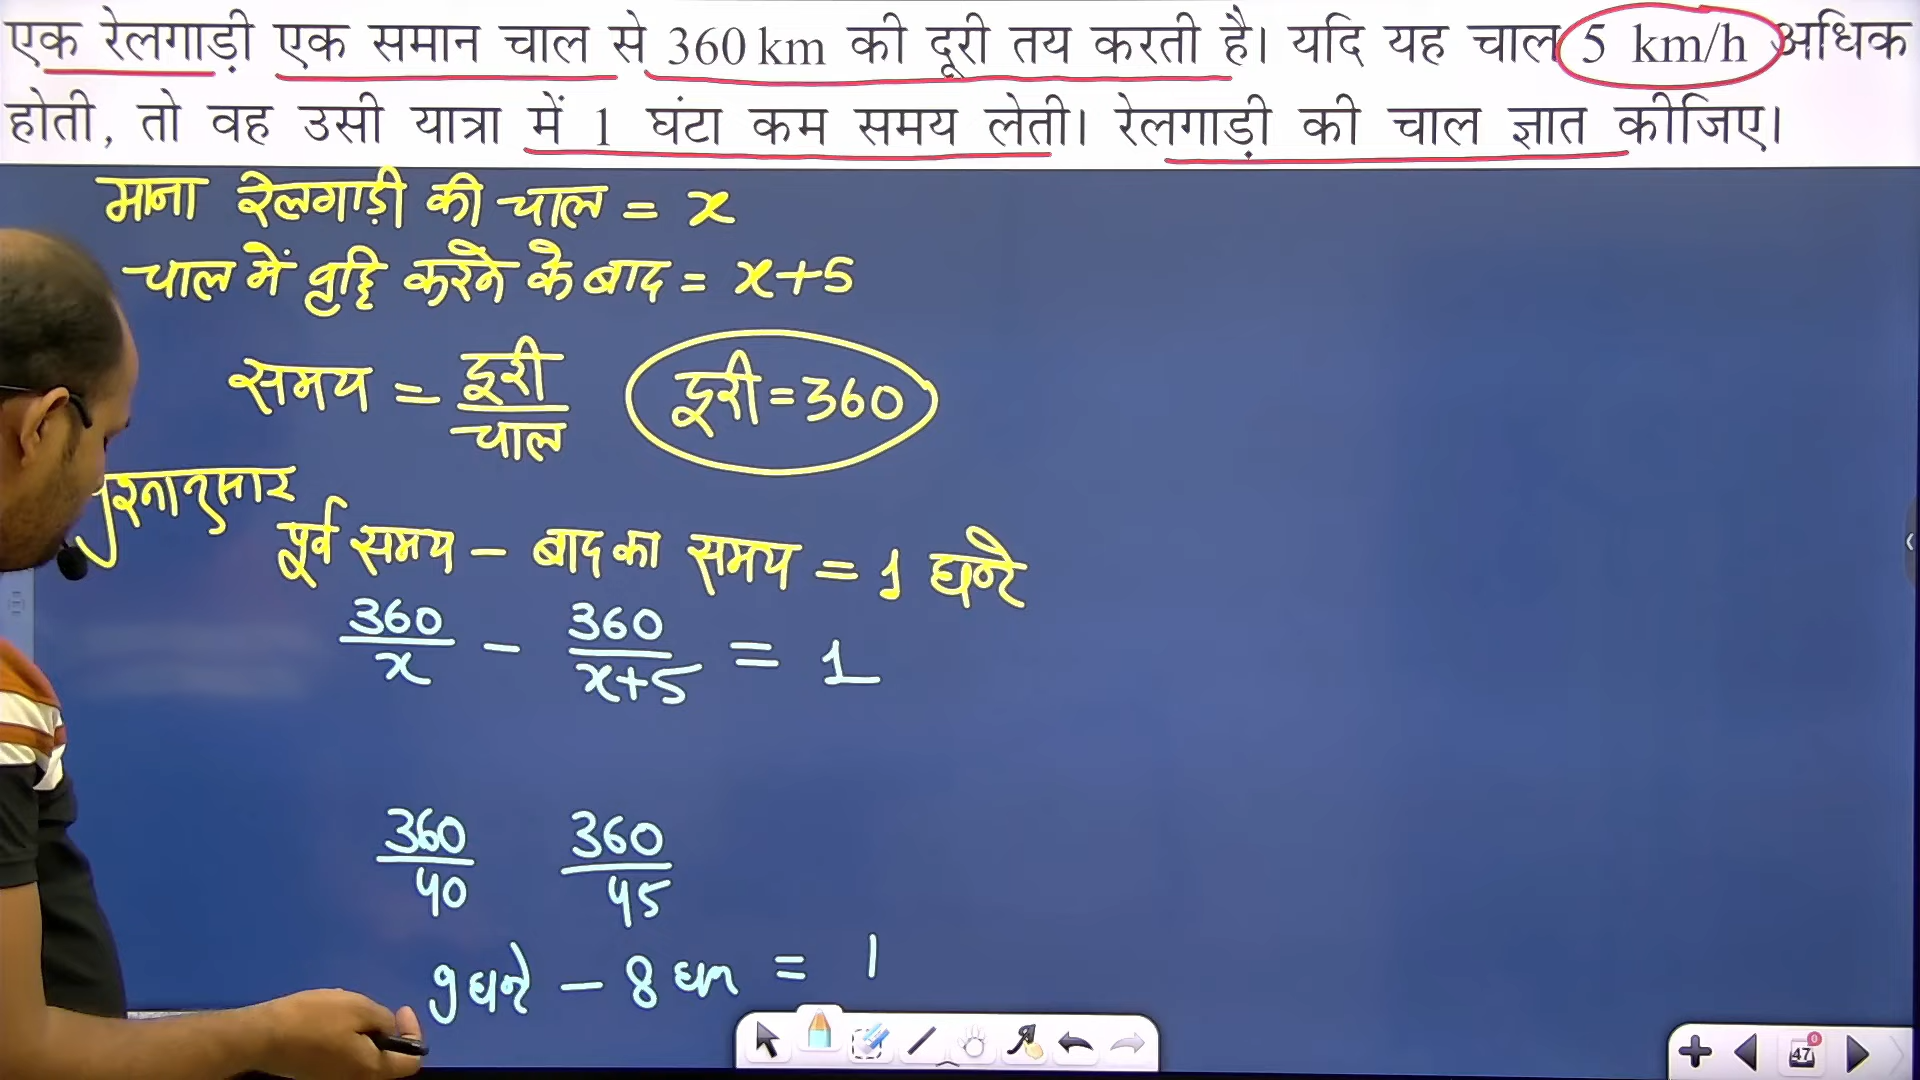 एक रेलगाड़ी एक समान चाल से 360 km की दूरी तय करती है। यदि यह चाल 5 km/h अधिक
होती, तो वह उसी यात्रा में 1 घंटा कम समय लेती। रेलगाड़ी की चाल ज्ञात कीजिए।
माना रेलगाड़ी की चाल = x
चाल में वृद्दि करने के बाद = x+5
समय = दूरी/चाल दूरी=360
प्रश्नानुसार
पूर्व समय - बाद का समय = 1 घण्टे
360/x - 360/x+5 = 1
360/40 360/45
9 घन्टे - 8 = 1
47